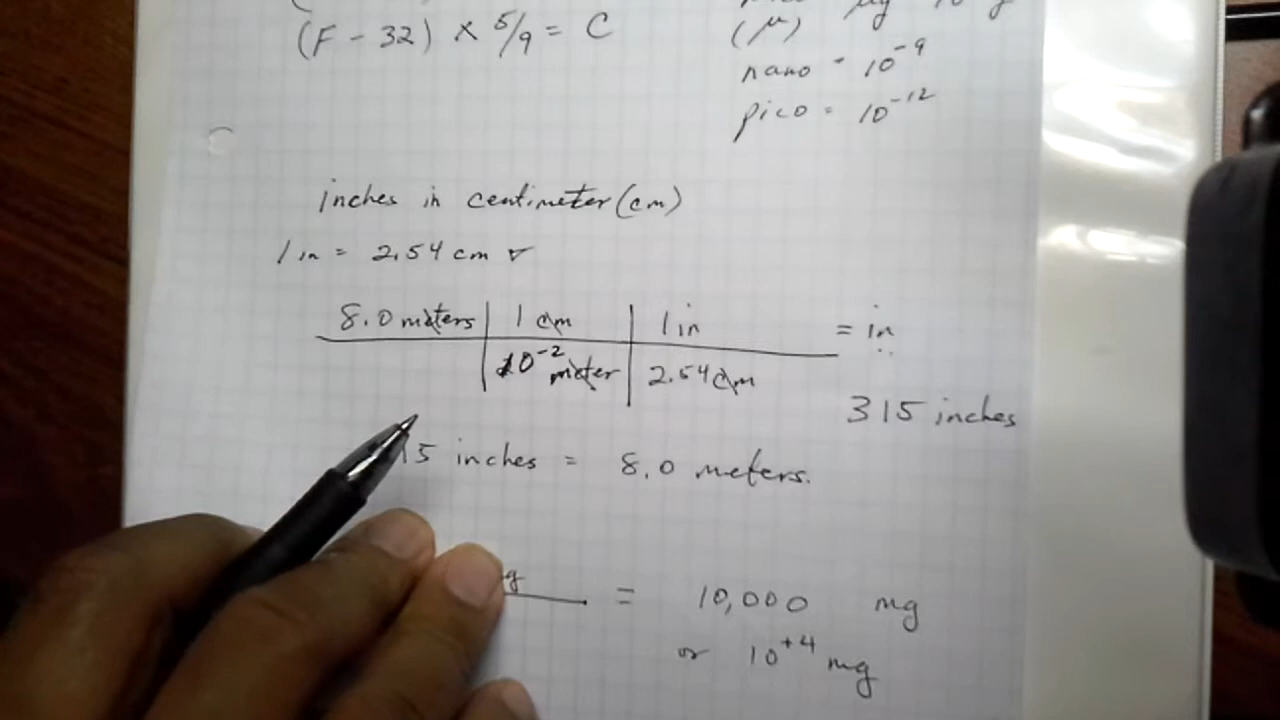 (F - 32) × 5/9 = C
(μ) μg 10 g
nano = 10⁻⁹
pico = 10⁻¹²
inches in centimeter (cm)
1 in = 2.54 cm
8.0 meters | 1 cm | 1 in = in
10⁻² meter | 2.54 cm
315 inches
15 inches = 8.0 meters.
g = 10,000 mg
or 10⁺⁴ mg